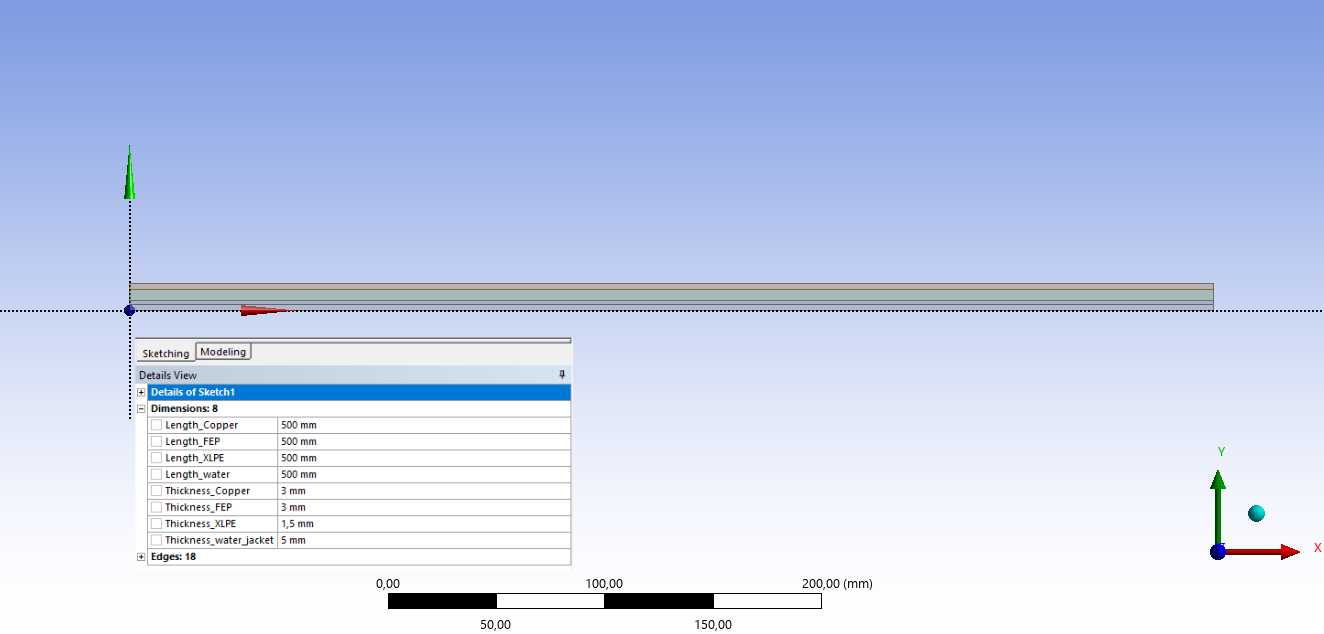 Sketching Modeling
Details View
Details of Sketch1
Dimensions: 8
Length_Copper 500 mm
Length_FEP 500 mm
Length_XLPE 500 mm
Length_water 500 mm
Thickness_Copper 3 mm
Thickness_FEP 3 mm
Thickness_XLPE 1,5 mm
Thickness_water_jacket 5 mm
Edges: 18
Y
X
0,00 100,00 200,00 (mm)
50,00 150,00